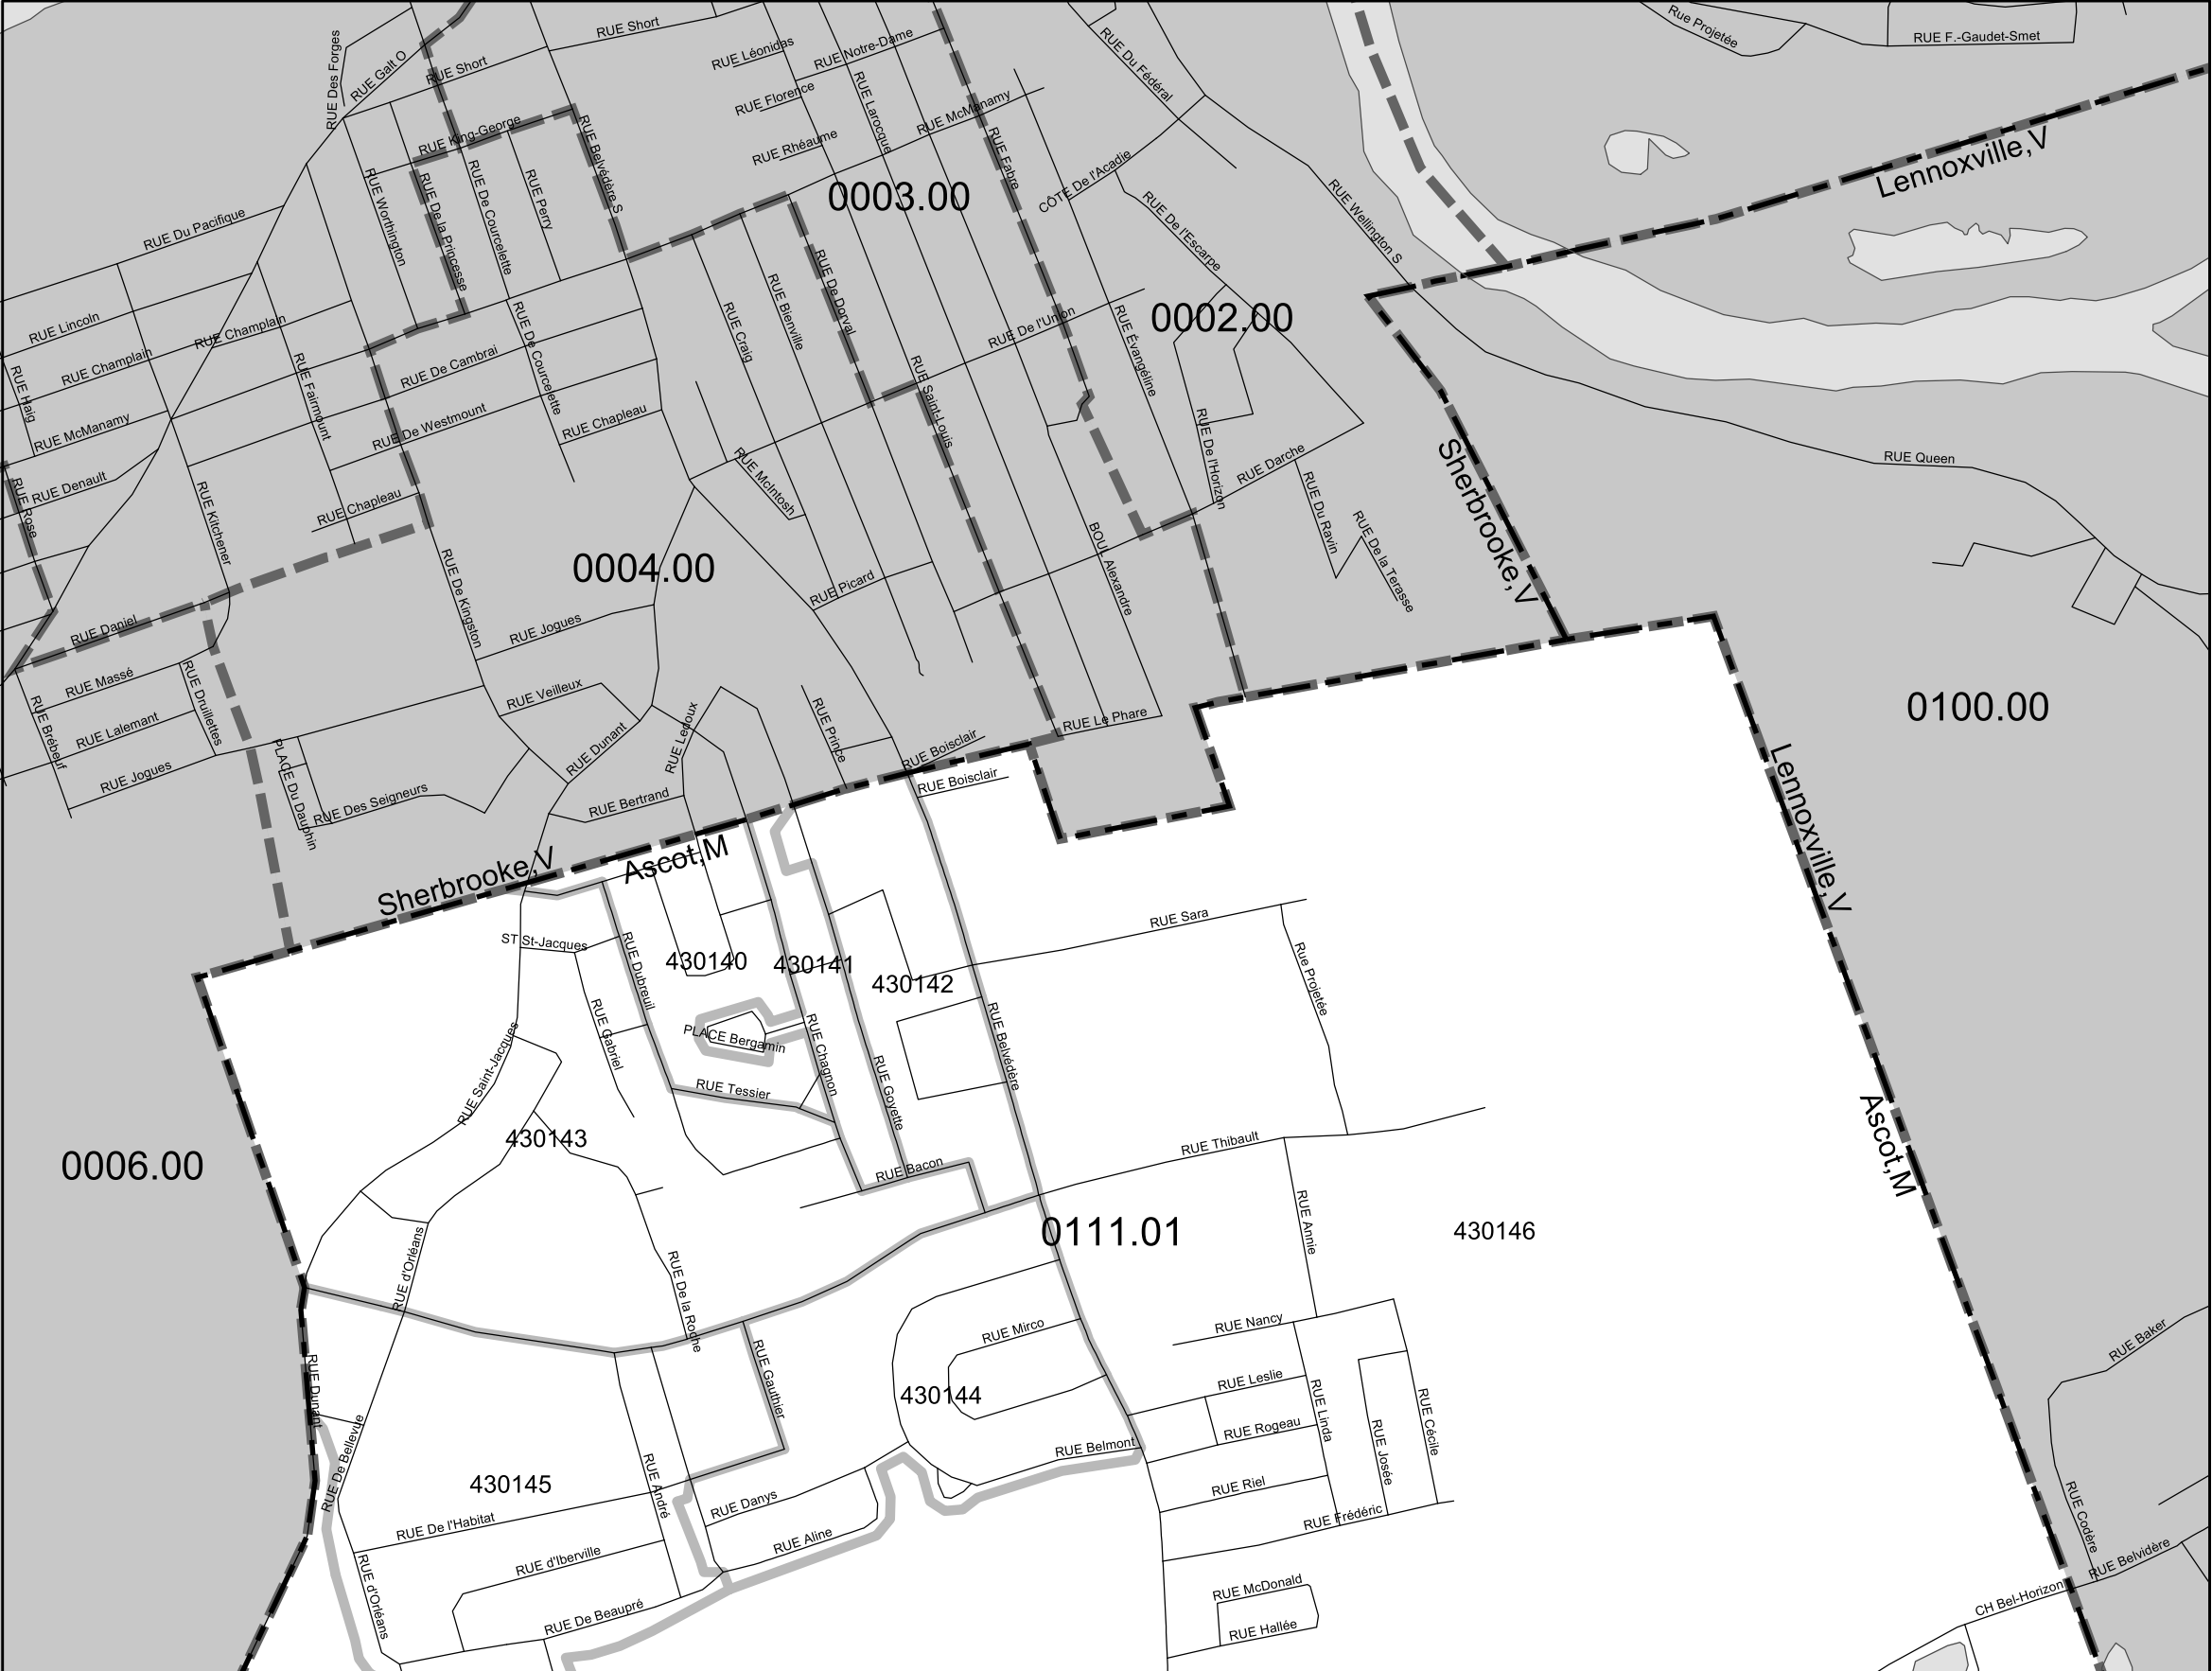 Rue Projetée
RUE F.-Gaudet-Smet
RUE Short
RUE Des Forges
RUE Galt O
RUE Short
RUE Léonidas
RUE Notre-Dame
RUE Du Fédéral
RUE Florence
RUE Larocque
RUE McManamy
RUE King-George
RUE Belvédère S
RUE Rhéaume
RUE Fabre
Lennoxville,V
RUE Worthington
RUE De la Princesse
RUE De Courcelette
RUE Perry
0003.00
CÔTE De l'Acadie
RUE De l'Escarpe
RUE Wellington S
RUE Du Pacifique
RUE De Dorval
RUE Lincoln
RUE Champlain
RUE Champlain
RUE Craig
RUE Bienville
RUE De l'Union
0002.00
RUE Évangéline
RUE Haig
RUE Fairmount
RUE De Cambrai
RUE De Courcelette
RUE Saint-Louis
RUE McManamy
RUE De Westmount
RUE Chapleau
RUE De l'Horizon
RUE Darche
Sherbrooke,V
RUE Queen
RUE Denault
RUE Rose
RUE Kitchener
RUE Chapleau
RUE McIntosh
RUE Du Ravin
RUE De la Terasse
0004.00
RUE De Kingston
BOUL Alexandre
RUE Picard
RUE Daniel
RUE Jogues
RUE Massé
RUE Druillettes
RUE Veilleux
RUE Brébeuf
RUE Lalemant
RUE Dunant
RUE Ledoux
RUE Prince
RUE Le Phare
0100.00
RUE Jogues
PLACE Du Dauphin
RUE Des Seigneurs
RUE Bertrand
RUE Boisclair
RUE Boisclair
Lennoxville,V
Sherbrooke,V
Ascot,M
ST St-Jacques
RUE Dubreuil
430140
430141
430142
RUE Sara
Rue Projetée
RUE Gabriel
PLACE Bergamin
RUE Chagnon
RUE Belvédère
RUE Saint-Jacques
RUE Tessier
RUE Goyette
Ascot,M
430143
0006.00
RUE Bacon
RUE Thibault
0111.01
RUE Annie
430146
RUE d'Orléans
RUE De la Roche
RUE Mirco
RUE Nancy
RUE Baker
RUE Dunant
RUE Gauthier
430144
RUE Leslie
RUE Linda
RUE Cécile
RUE De Bellevue
RUE Rogeau
RUE Josée
RUE Belmont
430145
RUE André
RUE Riel
RUE Danys
RUE De l'Habitat
RUE Aline
RUE Frédéric
RUE Codère
RUE Belvidère
RUE d'Iberville
RUE d'Orléans
RUE McDonald
CH Bel-Horizon
RUE De Beaupré
RUE Hallée